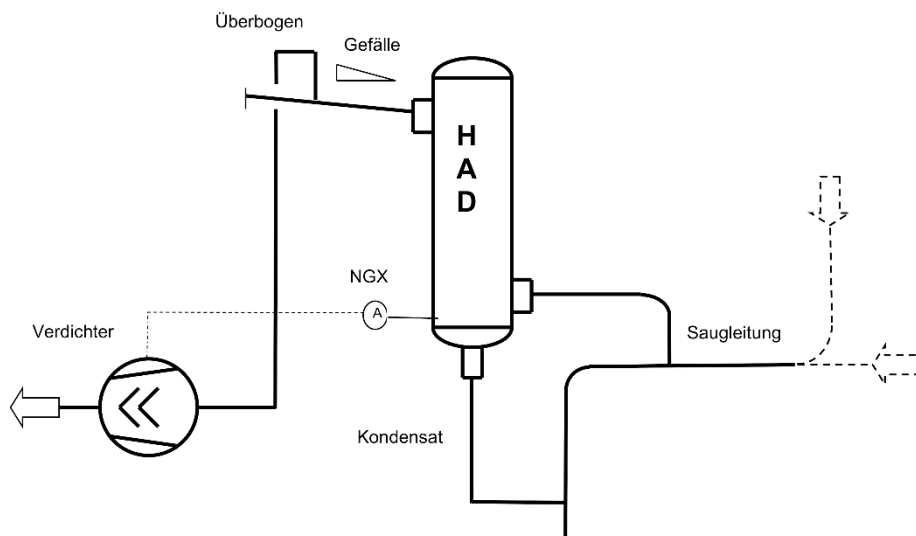 Überbogen
Gefälle
H
A
D
NGX
A
Verdichter
Saugleitung
Kondensat